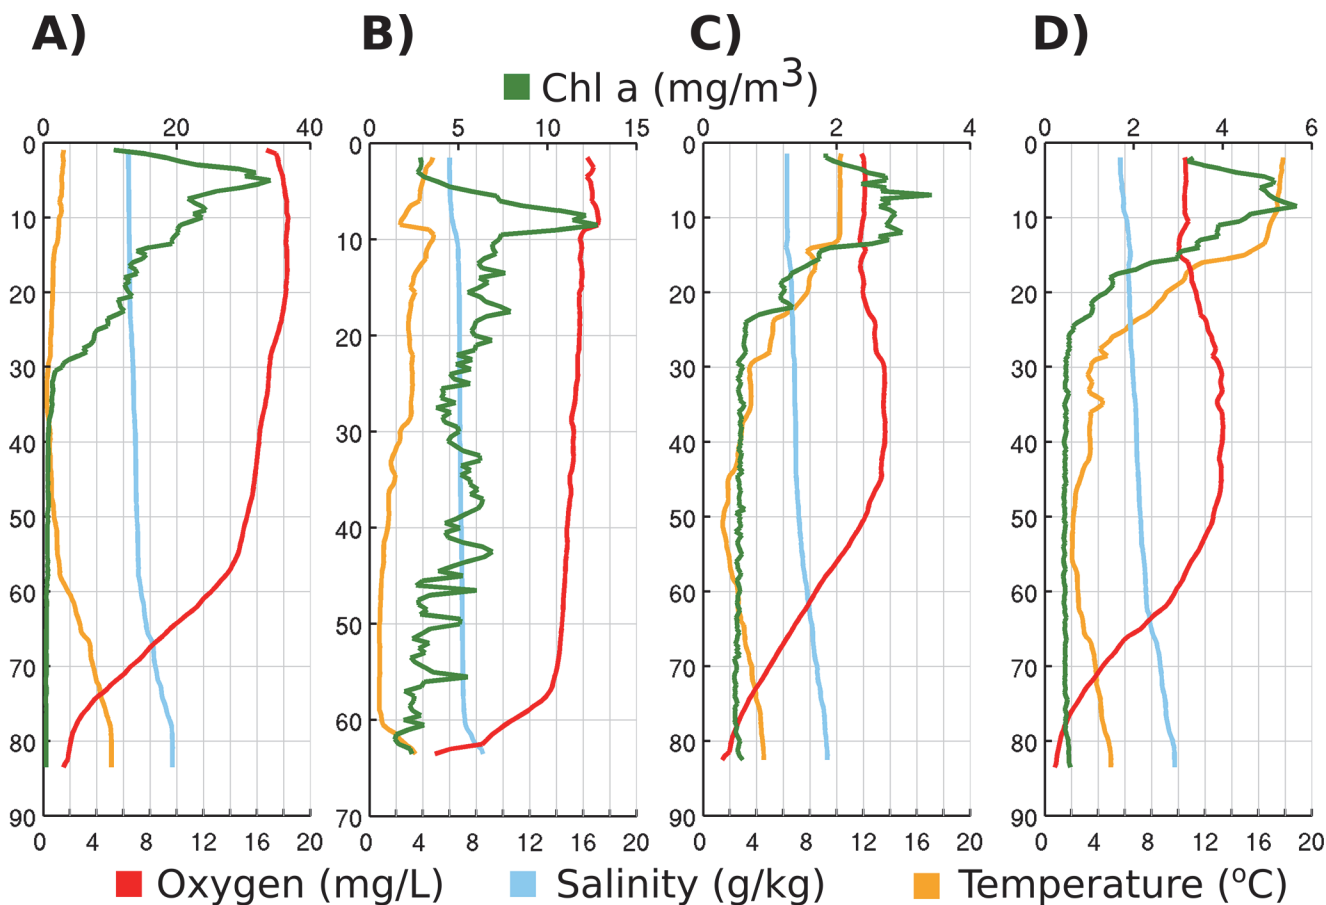 A) B) C) D)
Chl a (mg/m³)
0 20 40 0 5 10 15 0 2 4 0 2 4 6
0 0 0 0
10 10 10 10
20 20 20 20
30 30 30 30
40 40 40 40
50 50 50 50
60 60 60 60
70 70 70
80 80 80
90 70 90 90
0 4 8 12 16 20 0 4 8 12 16 20 0 4 8 12 16 20 0 4 8 12 16 20
Oxygen (mg/L) Salinity (g/kg) Temperature (ºC)